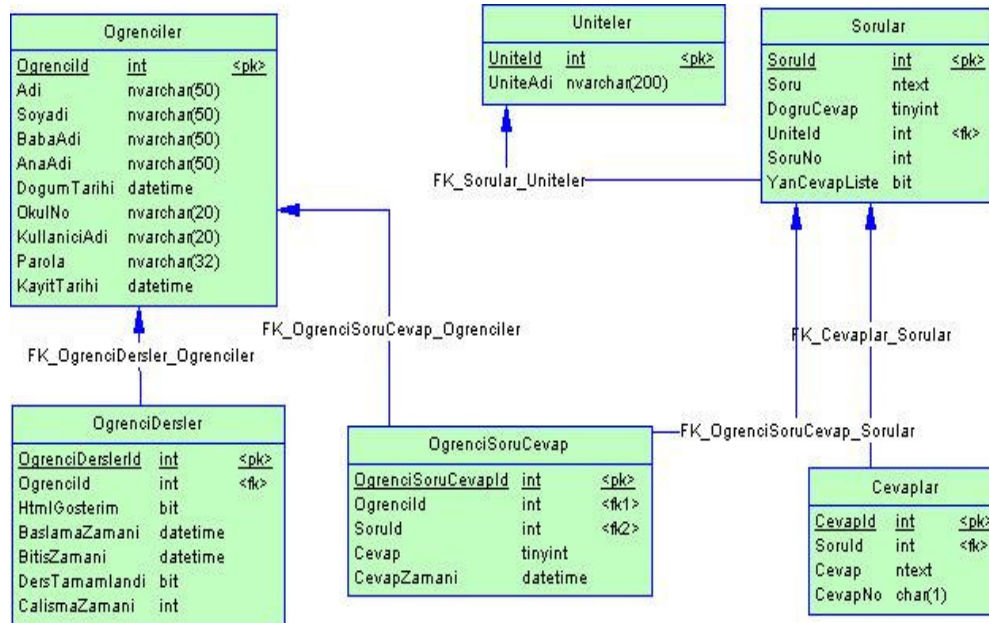 Ogrenciler
OgrenciId int <pk>
Adi nvarchar(50)
Soyadi nvarchar(50)
BabaAdi nvarchar(50)
AnaAdi nvarchar(50)
DogumTarihi datetime
OkulNo nvarchar(20)
KullaniciAdi nvarchar(20)
Parola nvarchar(32)
KayitTarihi datetime
Uniteler
UniteId int <pk>
UniteAdi nvarchar(200)
Sorular
SoruId int <pk>
Soru ntext
DogruCevap tinyint
UniteId int <fk>
SoruNo int
YanCevapListe bit
FK_Sorular_Uniteler
FK_OgrenciSoruCevap_Ogrenciler
FK_Cevaplar_Sorular
FK_OgrenciDersler_Ogrenciler
OgrenciDersler
OgrenciDerslerId int <pk>
OgrenciId int <fk>
HtmlGosterim bit
BaslamaZamani datetime
BitisZamani datetime
DersTamamlandi bit
CalismaZamani int
OgrenciSoruCevap
OgrenciSoruCevapId int <pk>
OgrenciId int <fk1>
SoruId int <fk2>
Cevap tinyint
CevapZamani datetime
FK_OgrenciSoruCevap_Sorular
Cevaplar
CevapId int <pk>
SoruId int <fk>
Cevap ntext
CevapNo char(1)